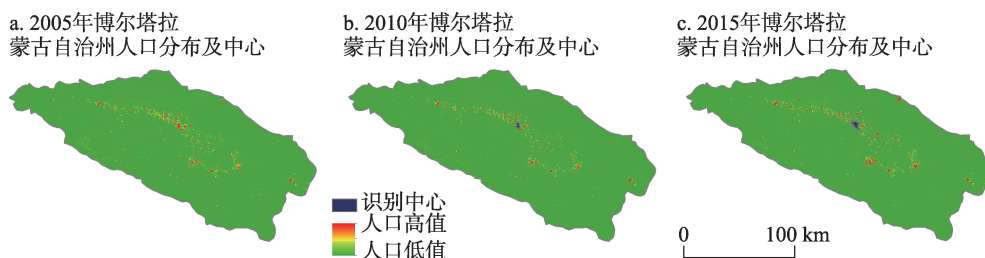 a. 2005年博尔塔拉
蒙古自治州人口分布及中心
b. 2010年博尔塔拉
蒙古自治州人口分布及中心
c. 2015年博尔塔拉
蒙古自治州人口分布及中心
识别中心
人口高值
人口低值
0 100 km